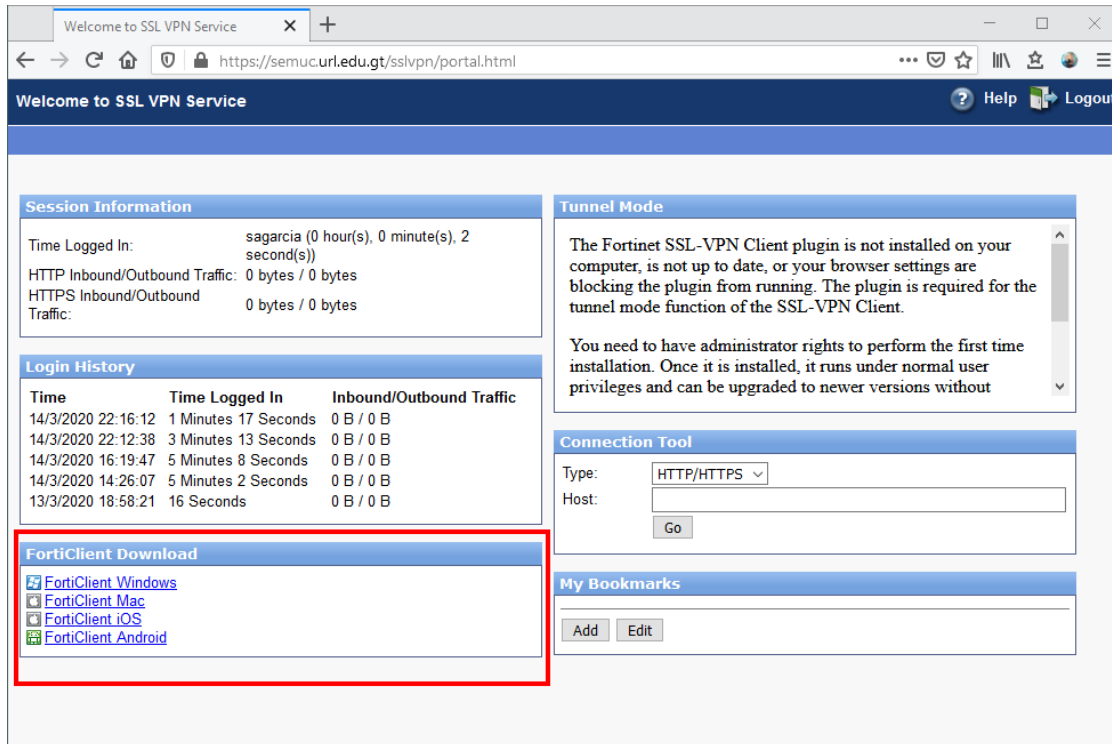 Welcome to SSL VPN Service
https://semuc.url.edu.gt/sslvpn/portal.html
Welcome to SSL VPN Service
Help
Logout
Session Information
Time Logged In: sagarcia (0 hour(s), 0 minute(s), 2
second(s))
HTTP Inbound/Outbound Traffic: 0 bytes / 0 bytes
HTTPS Inbound/Outbound
Traffic: 0 bytes / 0 bytes
Login History
Time Time Logged In Inbound/Outbound Traffic
14/3/2020 22:16:12 1 Minutes 17 Seconds 0 B / 0 B
14/3/2020 22:12:38 3 Minutes 13 Seconds 0 B / 0 B
14/3/2020 16:19:47 5 Minutes 8 Seconds 0 B / 0 B
14/3/2020 14:26:07 5 Minutes 2 Seconds 0 B / 0 B
13/3/2020 18:58:21 16 Seconds 0 B / 0 B
FortiClient Download
FortiClient Windows
FortiClient Mac
FortiClient iOS
FortiClient Android
Tunnel Mode
The Fortinet SSL-VPN Client plugin is not installed on your
computer, is not up to date, or your browser settings are
blocking the plugin from running. The plugin is required for the
tunnel mode function of the SSL-VPN Client.
You need to have administrator rights to perform the first time
installation. Once it is installed, it runs under normal user
privileges and can be upgraded to newer versions without
Connection Tool
Type: HTTP/HTTPS
Host:
Go
My Bookmarks
Add Edit